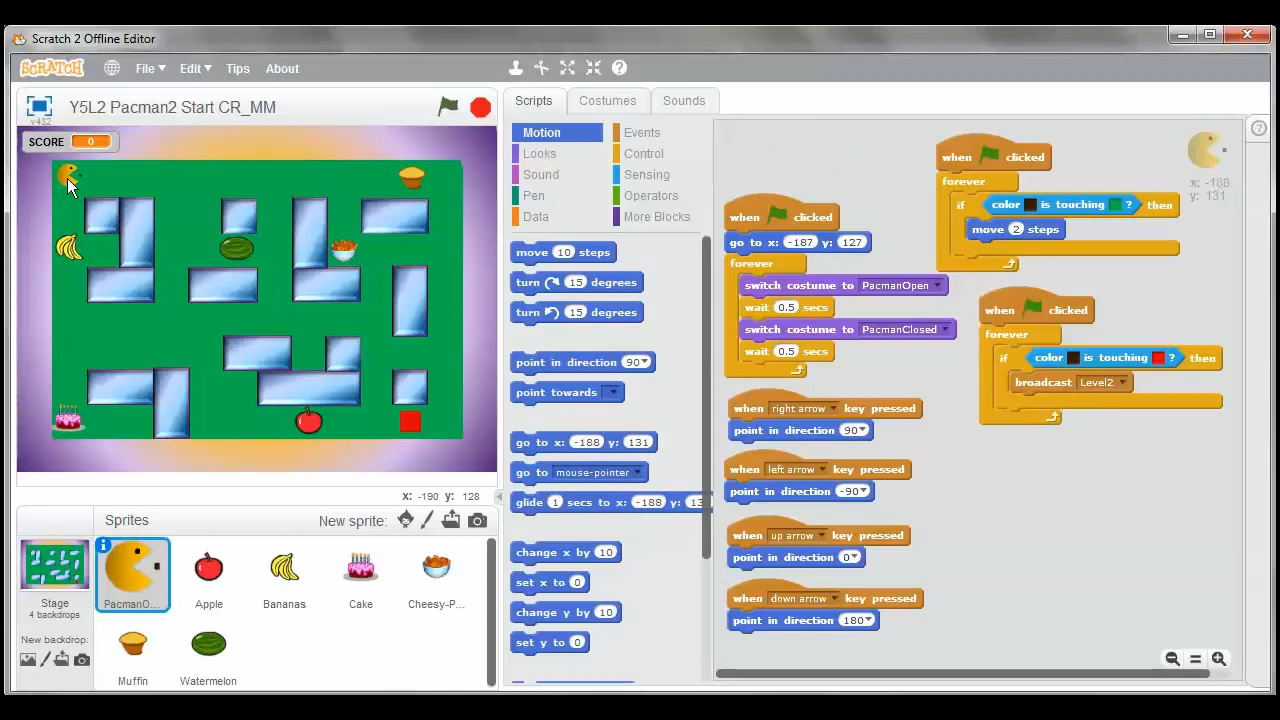 Scratch 2 Offline Editor
SCRATCH File Edit Tips About
Y5L2 Pacman2 Start CR_MM
v432
SCORE 0
x: -190 y: 128
Sprites New sprite:
Stage
4 backdrops
New backdrop:
PacmanO... Apple Bananas Cake Cheesy-P...
Muffin Watermelon
Scripts Costumes Sounds
Motion Events
Looks Control
Sound Sensing
Pen Operators
Data More Blocks
move 10 steps
turn 15 degrees
turn 15 degrees
point in direction 90
point towards
go to x: -188 y: 131
go to mouse-pointer
glide 1 secs to x: -188 y: 13
change x by 10
set x to 0
change y by 10
set y to 0
when clicked
go to x: -187 y: 127
forever
switch costume to PacmanOpen
wait 0.5 secs
switch costume to PacmanClosed
wait 0.5 secs
when right arrow key pressed
point in direction 90
when left arrow key pressed
point in direction -90
when up arrow key pressed
point in direction 0
when down arrow key pressed
point in direction 180
when clicked
forever
if color is touching ? then
move 2 steps
when clicked
forever
if color is touching ? then
broadcast Level2
x: -188
y: 131